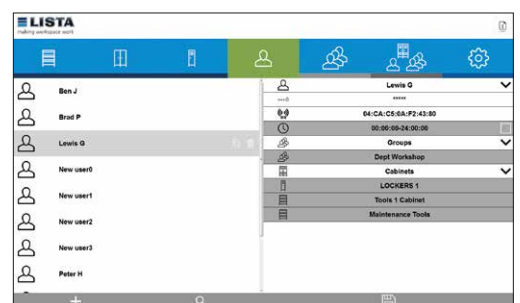 LISTA
making workspace work
Ben J
Brad P
Lewis G
New user0
New user1
New user2
New user3
Peter H
Lewis G
*****
04:CA:C5:0A:F2:43:80
00:00:00-24:00:00
Groups
Dept Workshop
Cabinets
LOCKERS 1
Tools 1 Cabinet
Maintenance Tools